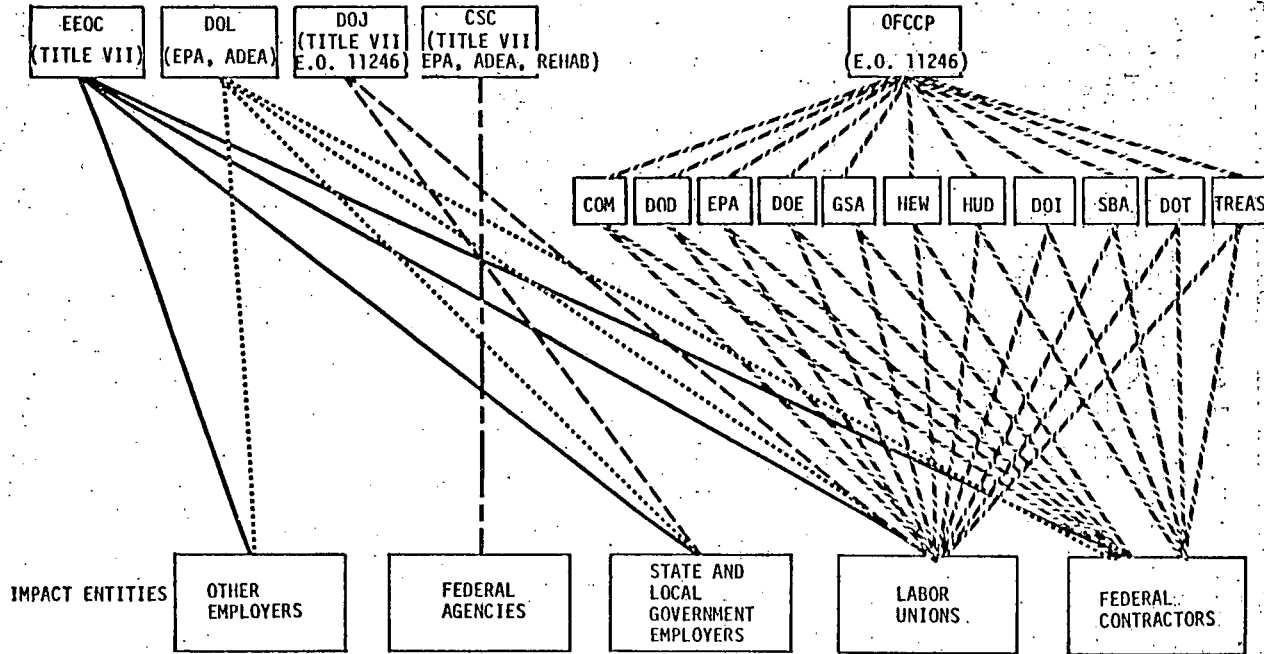 EEOC
(TITLE VII)
DOL
(EPA, ADEA)
DOJ
(TITLE VII
E.O. 11246)
CSC
(TITLE VII
EPA, ADEA, REHAB)
OFCCP
(E.O. 11246)
COM
DOD
EPA
DOE
GSA
HEW
HUD
DOI
SBA
DOT
TREAS
IMPACT ENTITIES
OTHER
EMPLOYERS
FEDERAL
AGENCIES
STATE AND
LOCAL
GOVERNMENT
EMPLOYERS
LABOR
UNIONS
FEDERAL
CONTRACTORS